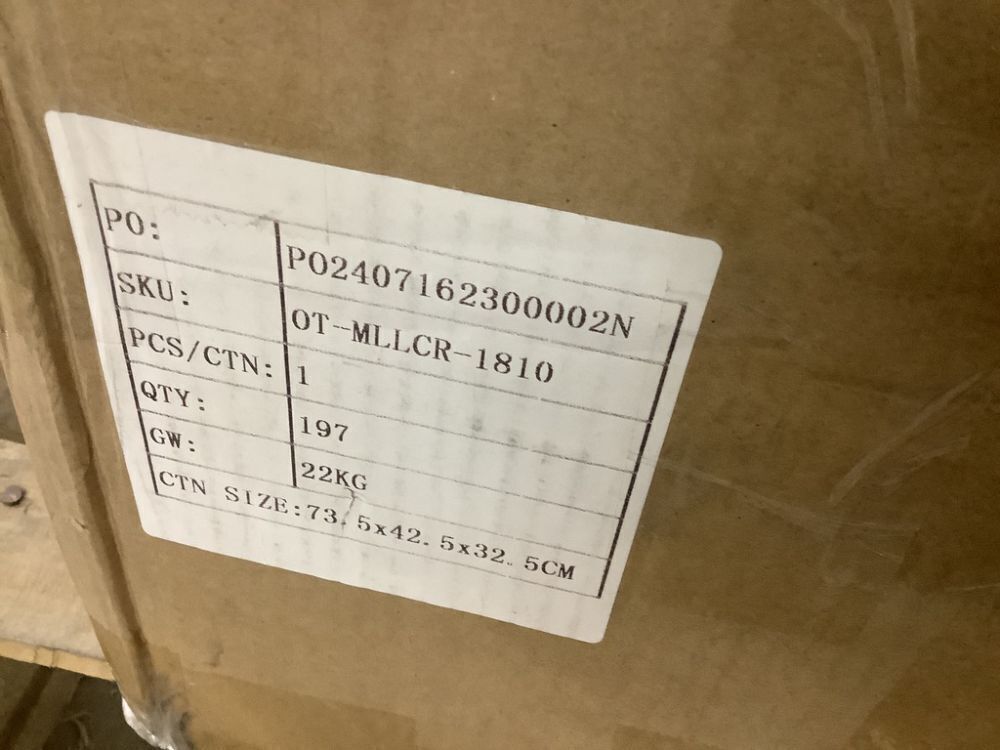 PO: PO2407162300002N
SKU: OT-MLLCR-1810
PCS/CTN: 1
QTY: 197
GW: 22KG
CTN SIZE:73.5x42.5x32.5CM